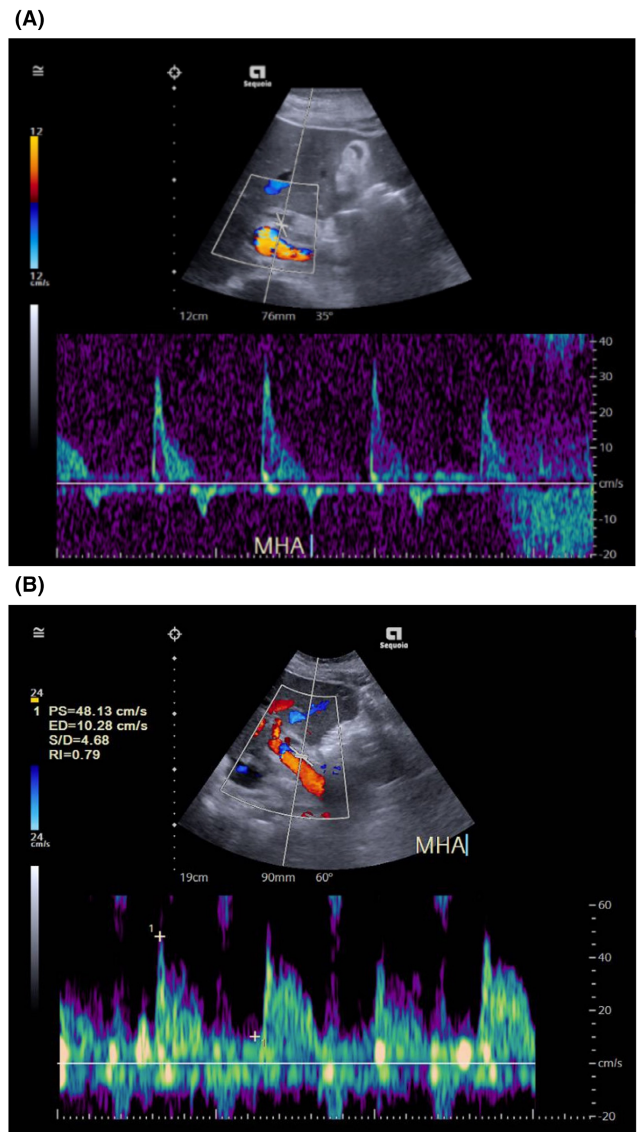 (A)
≅
Sequoia
12
12
cm/s
12cm 76mm 35°
40
30
20
10
cm/s
-10
-20
MHA
(B)
≅
Sequoia
24
1 PS=48.13 cm/s
ED=10.28 cm/s
S/D=4.68
RI=0.79
24
cm/s
MHA
19cm 90mm 60°
1
60
40
20
cm/s
-20